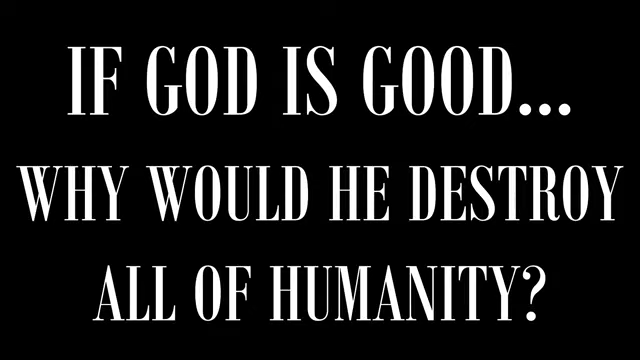 IF GOD IS GOOD...
WHY WOULD HE DESTROY
ALL OF HUMANITY?